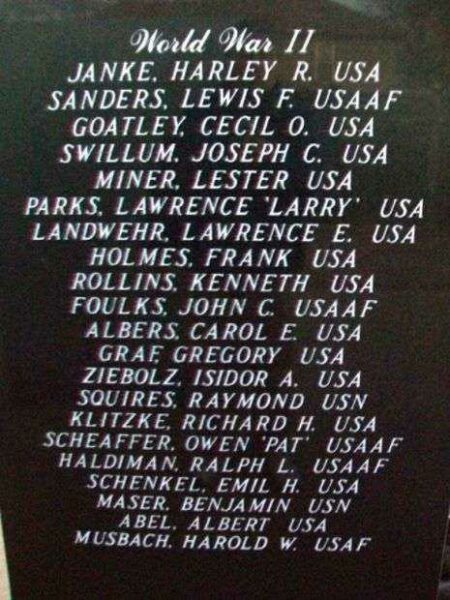 World War II
JANKE, HARLEY R. USA
SANDERS, LEWIS F. USAAF
GOATLEY, CECIL O. USA
SWILLUM, JOSEPH C. USA
MINER, LESTER USA
PARKS, LAWRENCE 'LARRY' USA
LANDWEHR, LAWRENCE E. USA
HOLMES, FRANK USA
ROLLINS, KENNETH USA
FOULKS, JOHN C. USAAF
ALBERS, CAROL E. USA
GRAF, GREGORY USA
ZIEBOLZ, ISIDOR A. USA
SQUIRES, RAYMOND USN
KLITZKE, RICHARD H. USA
SCHEAFFER, OWEN 'PAT' USAAF
HALDIMAN, RALPH L. USAAF
SCHENKEL, EMIL H. USA
MASER, BENJAMIN USN
ABEL, ALBERT USA
MUSBACH, HAROLD W. USAF